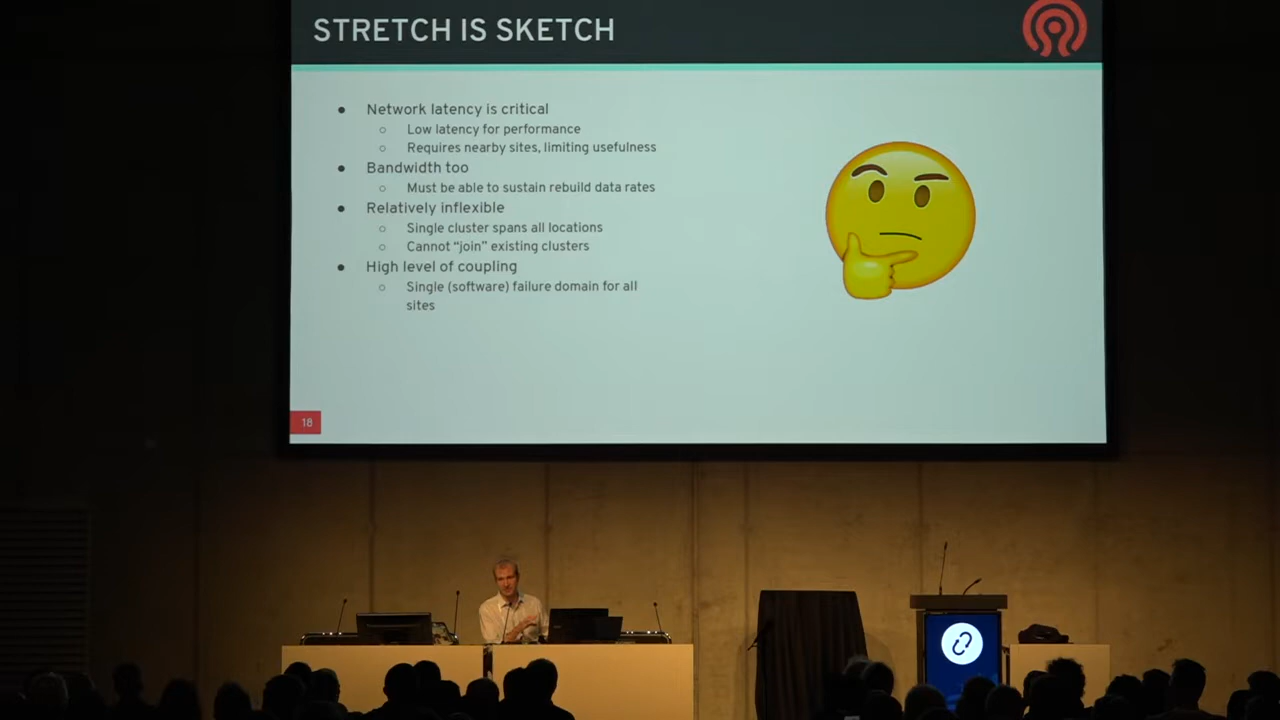 STRETCH IS SKETCH
● Network latency is critical
○ Low latency for performance
○ Requires nearby sites, limiting usefulness
● Bandwidth too
○ Must be able to sustain rebuild data rates
● Relatively inflexible
○ Single cluster spans all locations
○ Cannot “join” existing clusters
● High level of coupling
○ Single (software) failure domain for all
sites
18